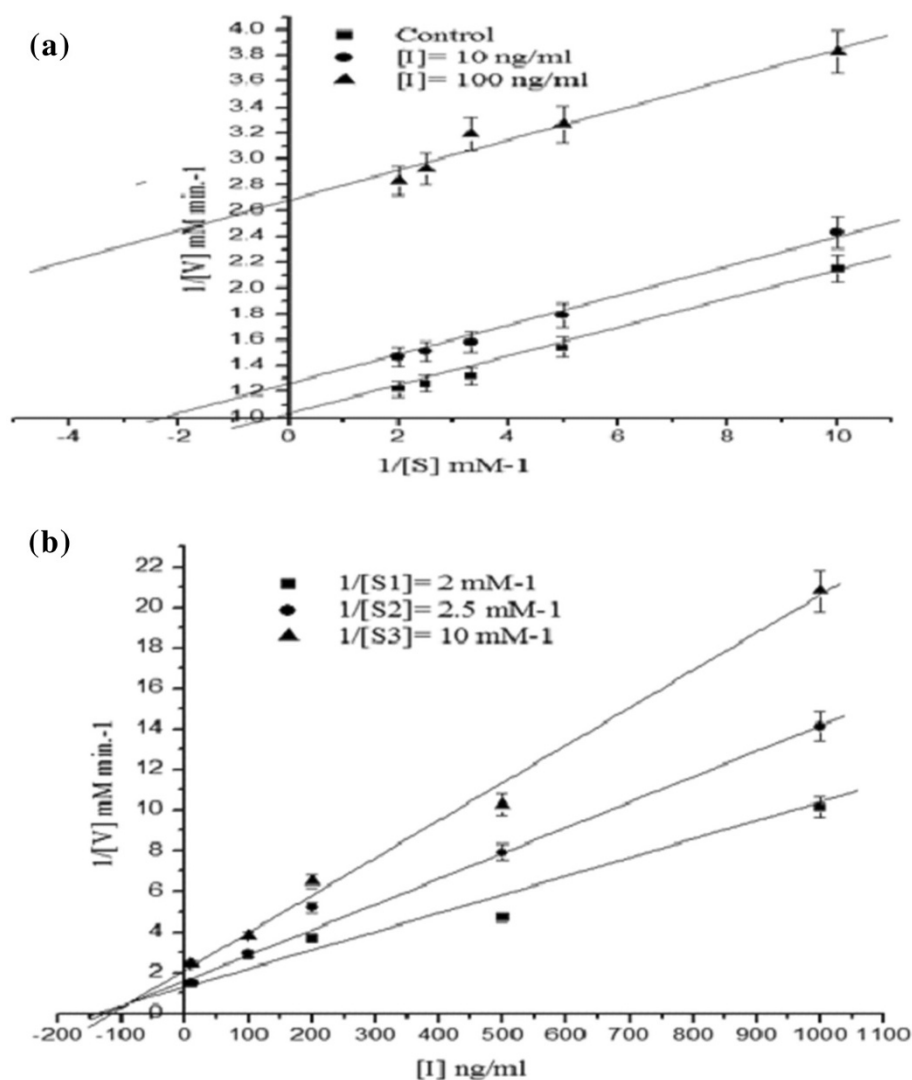 (a)
Control
[I]= 10 ng/ml
[I]= 100 ng/ml
1/[V] mM min.-1
4.0
3.8
3.6
3.4
3.2
3.0
2.8
2.6
2.4
2.2
2.0
1.8
1.6
1.4
1.2
1.0
-4 -2 0 2 4 6 8 10
1/[S] mM-1
(b)
1/[S1]= 2 mM-1
1/[S2]= 2.5 mM-1
1/[S3]= 10 mM-1
1/[V] mM min.-1
22
20
18
16
14
12
10
8
6
4
2
0
-200 -100 0 100 200 300 400 500 600 700 800 900 1000 1100
[I] ng/ml